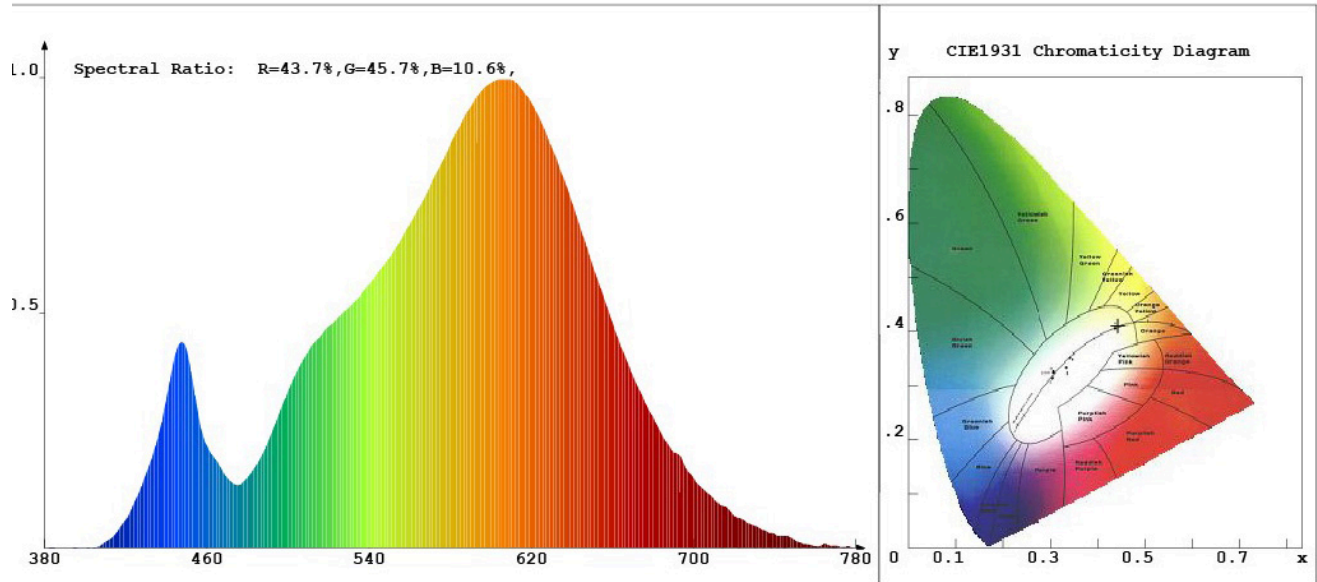 Spectral Ratio: R=43.7%,G=45.7%,B=10.6%,
1.0
0.5
380 460 540 620 700 780
CIE1931 Chromaticity Diagram
y
.8
.6
.4
.2
0 0.1 0.3 0.5 0.7 x
Yellowish
Green
Green
Yellow
Green
Greenish
Yellow
Yellow
Orange
Yellow
Orange
Reddish
Orange
Yellowish
Pink
Pink
Red
Purplish
Pink
Purplish
Red
Reddish
Purple
Purple
Greenish
Blue
Blue